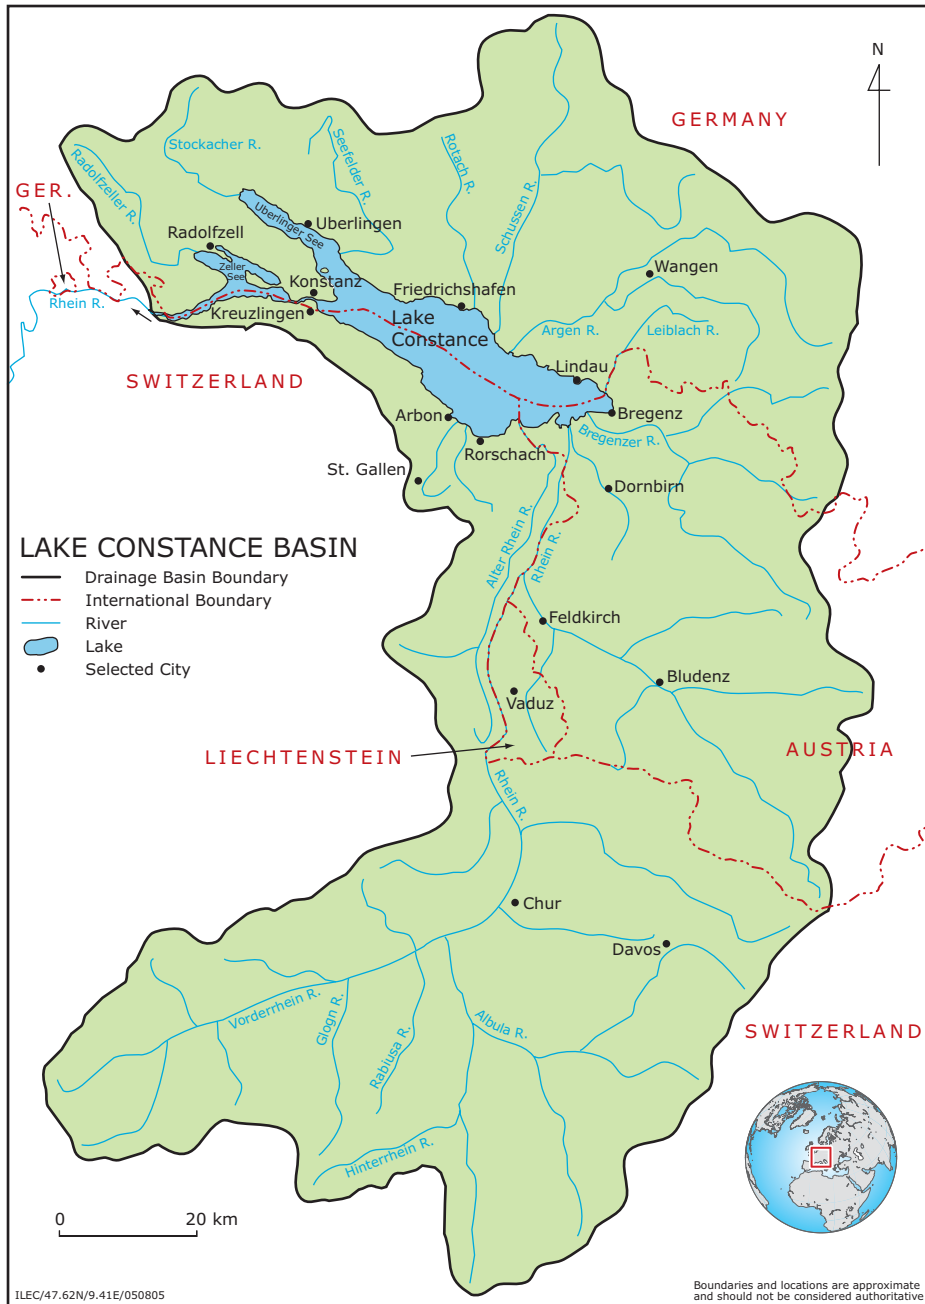 N
GERMANY
Stockacher R.
Seefelder R.
Rotach R.
Schussen R.
Radolfzeller R.
GER.
Uberlinger See
Uberlingen
Radolfzell
Zeller
See
Wangen
Konstanz
Friedrichshafen
Rhein R.
Kreuzlingen
Lake
Constance
Argen R.
Leiblach R.
Lindau
SWITZERLAND
Arbon
Bregenz
Bregenzer R.
Rorschach
St. Gallen
Dornbirn
Alter Rhein R.
Rhein R.
LAKE CONSTANCE BASIN
Drainage Basin Boundary
International Boundary
River
Lake
Selected City
Feldkirch
Bludenz
Vaduz
LIECHTENSTEIN
AUSTRIA
Rhein R.
Chur
Davos
Vorderrhein R.
Glogn R.
Rabiusa R.
Albula R.
SWITZERLAND
Hinterrhein R.
0 20 km
ILEC/47.62N/9.41E/050805
Boundaries and locations are approximate
and should not be considered authoritative